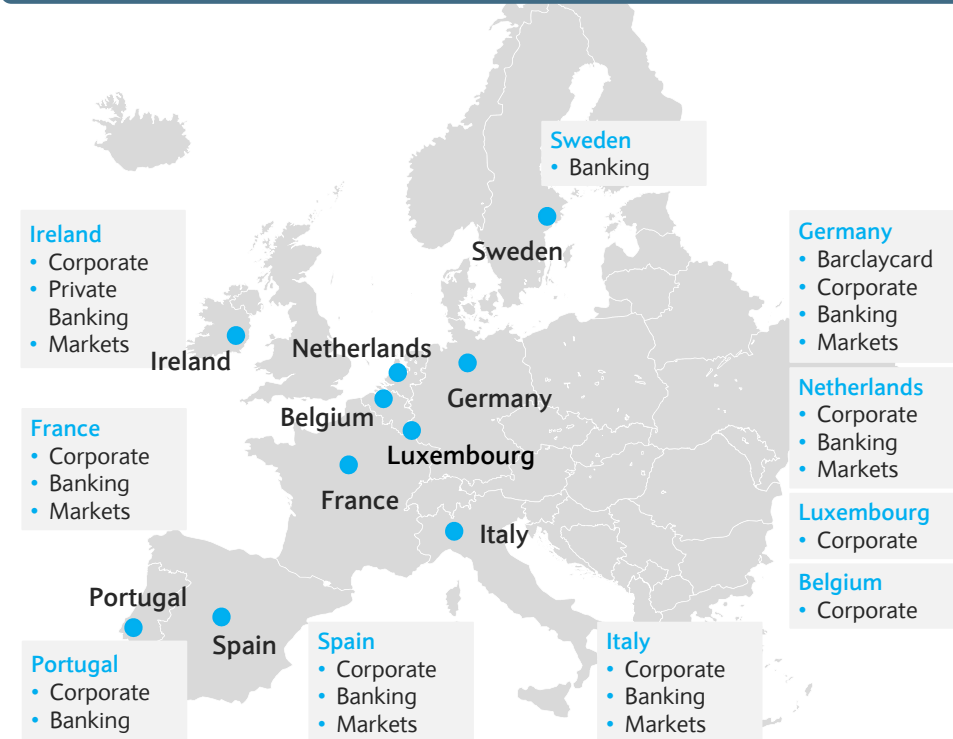 Sweden
• Banking
Sweden
Ireland
• Corporate
• Private
Banking
• Markets
Ireland
Germany
• Barclaycard
• Corporate
• Banking
• Markets
Netherlands
Germany
Belgium
Luxembourg
France
Italy
France
• Corporate
• Banking
• Markets
Netherlands
• Corporate
• Banking
• Markets
Luxembourg
• Corporate
Belgium
• Corporate
Portugal
Spain
Portugal
• Corporate
• Banking
Spain
• Corporate
• Banking
• Markets
Italy
• Corporate
• Banking
• Markets